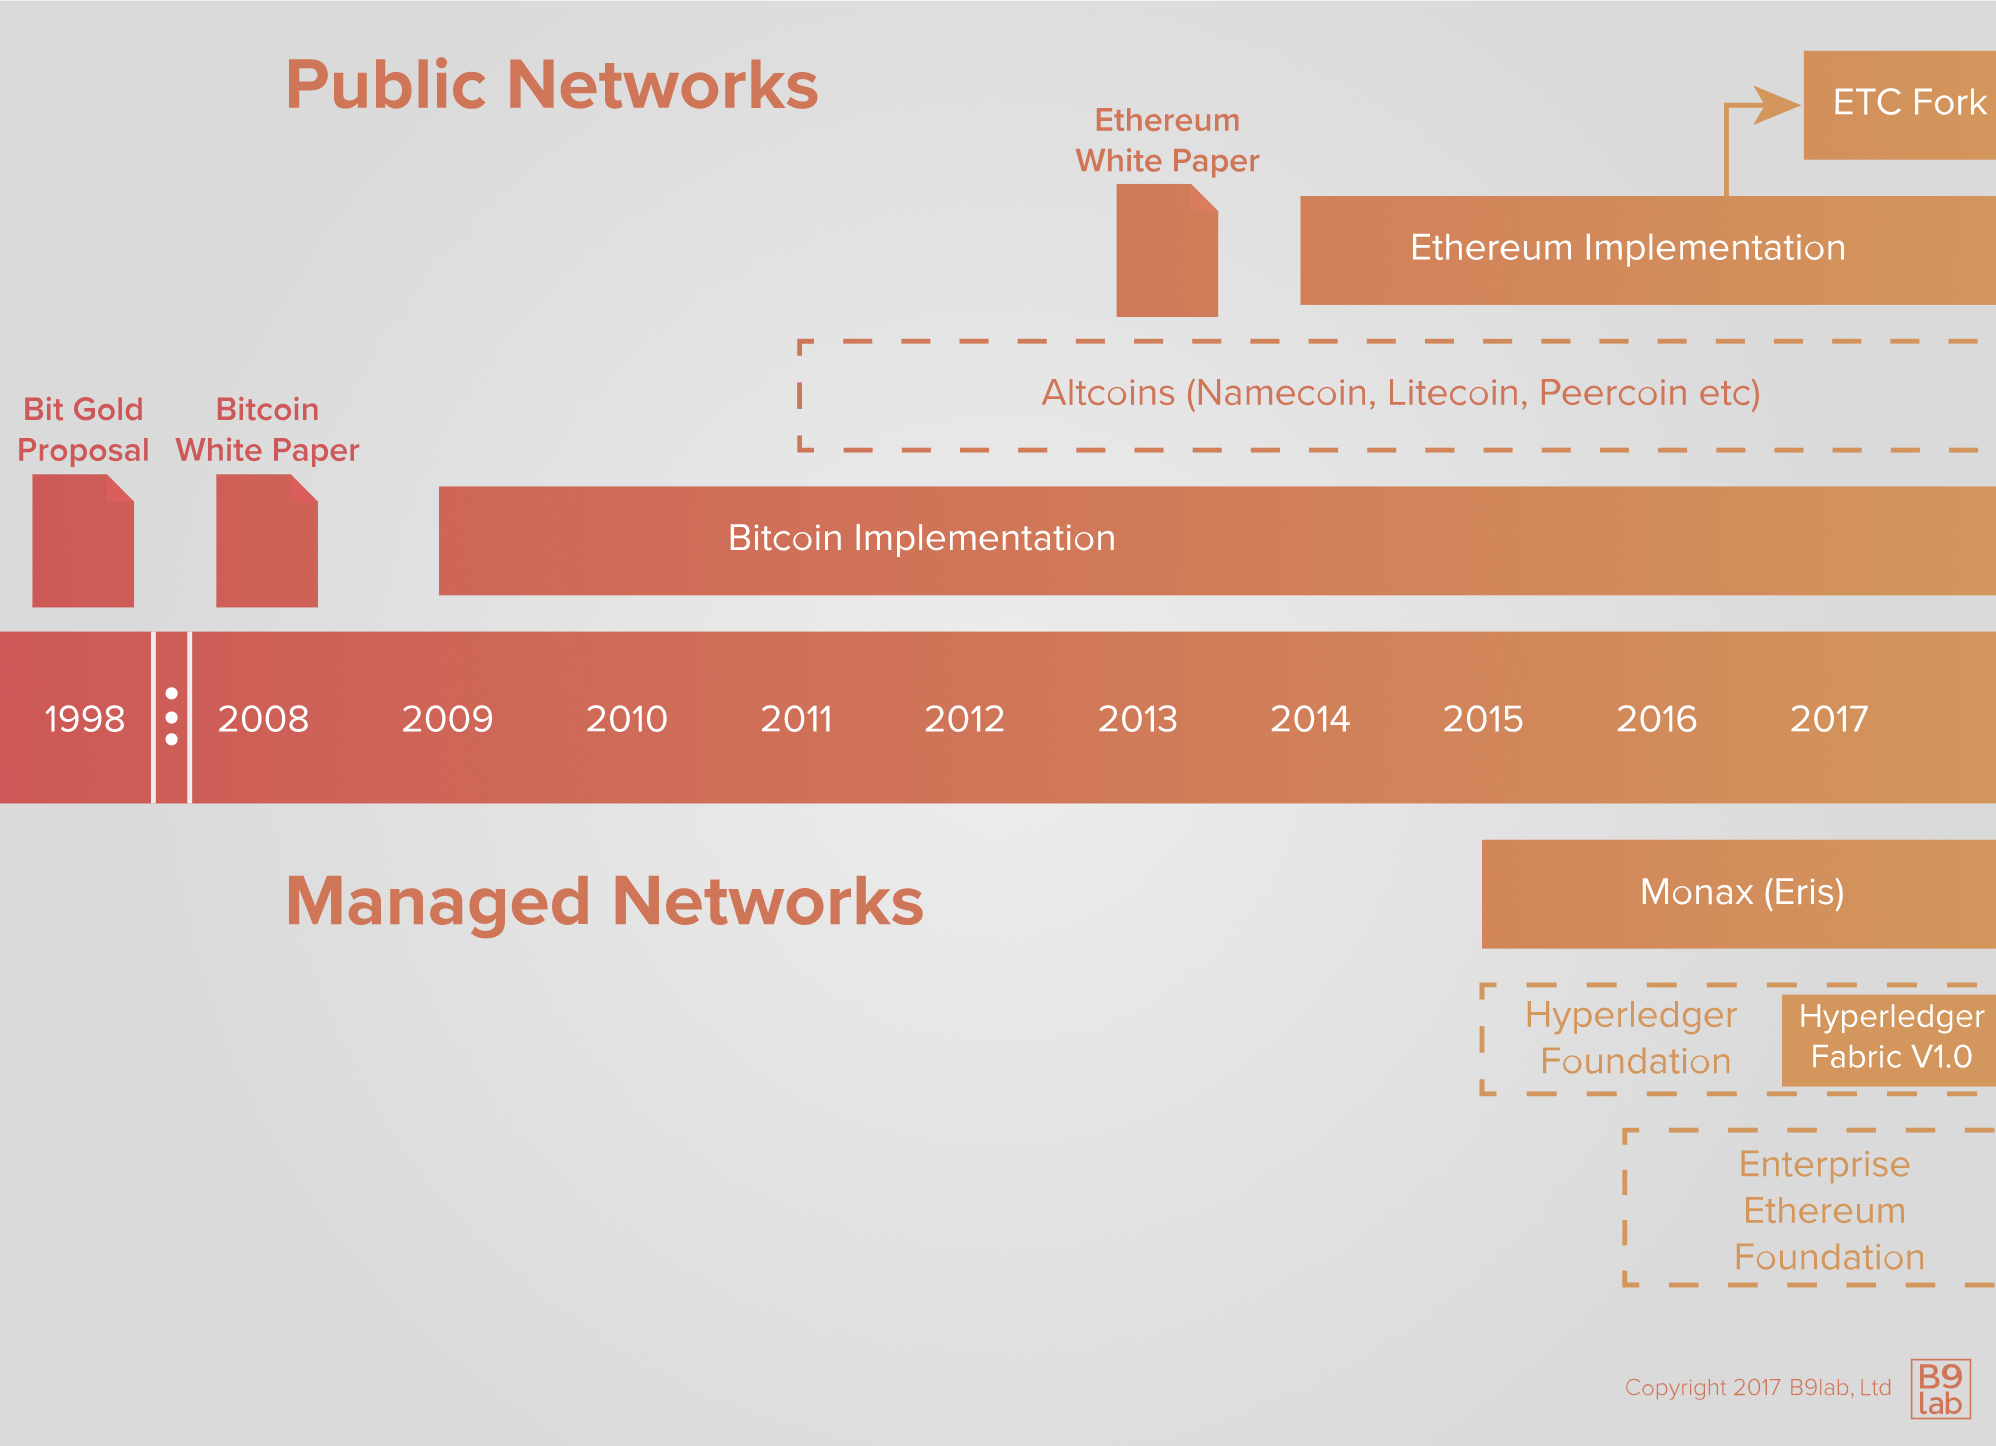 Public Networks
ETC Fork
Ethereum
White Paper
Ethereum Implementation
Altcoins (Namecoin, Litecoin, Peercoin etc)
Bit Gold
Proposal
Bitcoin
White Paper
Bitcoin Implementation
1998
2008
2009
2010
2011
2012
2013
2014
2015
2016
2017
Managed Networks
Monax (Eris)
Hyperledger
Foundation
Hyperledger
Fabric V1.0
Enterprise
Ethereum
Foundation
Copyright 2017 B9lab, Ltd
B9
lab